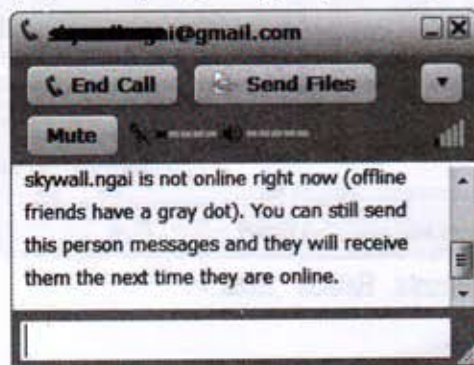 i@gmail.com
End Call
Send Files
Mute
skywall.ngai is not online right now (offline
friends have a gray dot). You can still send
this person messages and they will receive
them the next time they are online.